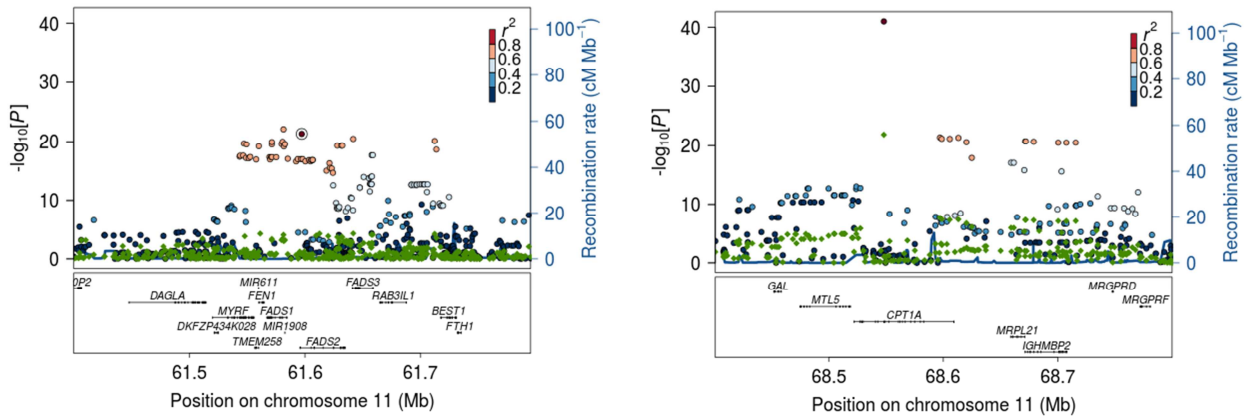 40
30
20
10
0
-log10[P]
r2
0.8
0.6
0.4
0.2
100
80
60
40
20
0
Recombination rate (cM Mb−1)
MIR611
FADS3
DAGLA
FEN1
RAB3IL1
MYRF
FADS1
BEST1
DKFZP434K028
MIR1908
FTH1
TMEM258
FADS2
61.5
61.6
61.7
Position on chromosome 11 (Mb)
40
30
20
10
0
-log10[P]
r2
0.8
0.6
0.4
0.2
100
80
60
40
20
0
Recombination rate (cM Mb−1)
GAL
MRGPRD
MTL5
MRGPRF
CPT1A
MRPL21
IGHMBP2
68.5
68.6
68.7
Position on chromosome 11 (Mb)